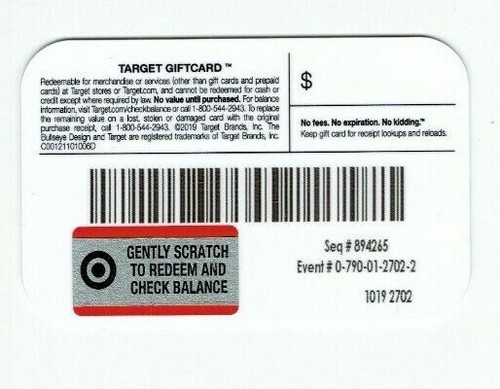 TARGET GIFTCARD ™
Redeemable for merchandise or services (other than gift cards and prepaid
cards) at Target stores or Target.com, and cannot be redeemed for cash or
credit except where required by law. No value until purchased. For balance
information, visit Target.com/checkbalance or call 1-800-544-2943. To replace
the remaining value on a lost, stolen or damaged card with the original
purchase receipt, call 1-800-544-2943. ©2019 Target Brands, Inc. The
Bullseye Design and Target are registered trademarks of Target Brands, Inc.
C00121101006D
$
No fees. No expiration. No kidding.™
Keep gift card for receipt lookups and reloads.
GENTLY SCRATCH
TO REDEEM AND
CHECK BALANCE
Seq # 894265
Event # 0-790-01-2702-2
1019 2702